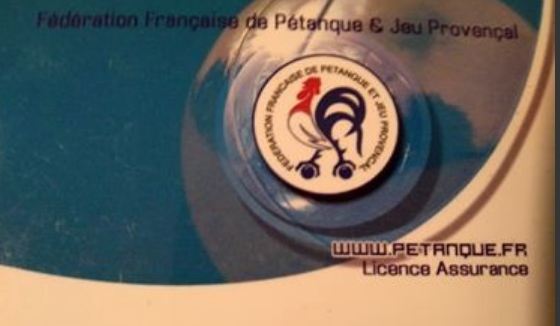 Fédération Française de Pétanque & Jeu Provençal
FEDERATION FRANCAISE DE PETANQUE ET JEU PROVENCAL
WWW.PETANQUE.FR
Licence Assurance